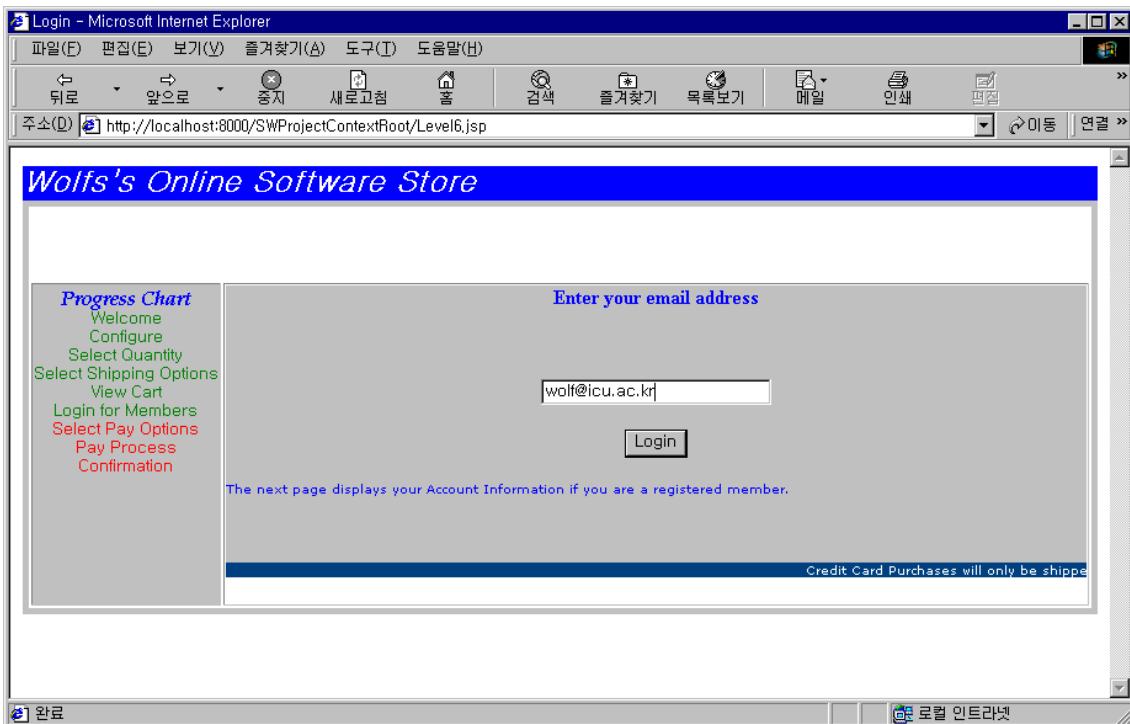 Login - Microsoft Internet Explorer
파일(F) 편집(E) 보기(V) 즐겨찾기(A) 도구(T) 도움말(H)
뒤로 앞으로 중지 새로고침 홈 검색 즐겨찾기 목록보기 메일 인쇄 편집 »
주소(D) http://localhost:8000/SWProjectContextRoot/Level6.jsp 이동 연결 »
Wolfs's Online Software Store
Progress Chart
Welcome
Configure
Select Quantity
Select Shipping Options
View Cart
Login for Members
Select Pay Options
Pay Process
Confirmation
Enter your email address
wolf@icu.ac.kr
Login
The next page displays your Account Information if you are a registered member.
Credit Card Purchases will only be shippe
완료 로컬 인트라넷